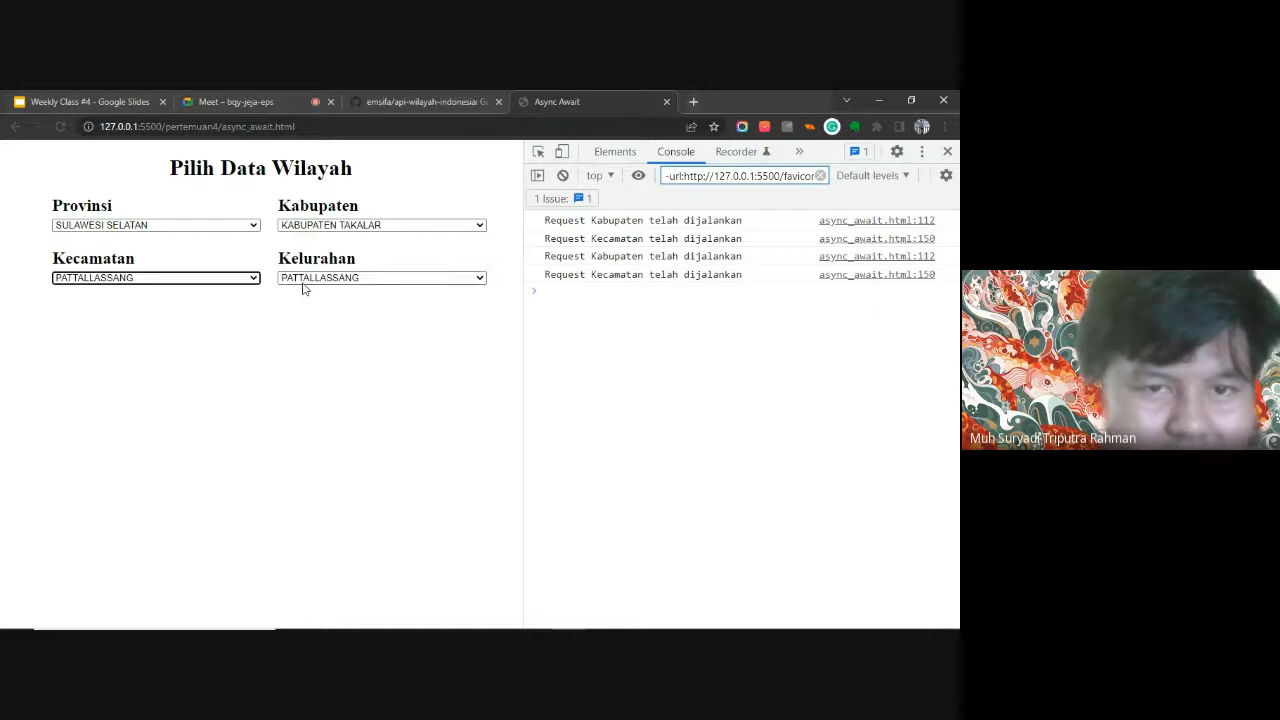 Weekly Class #4 - Google Slides
Meet – bqy-jeja-eps
emsifa/api-wilayah-indonesia: G
Async Await
127.0.0.1:5500/pertemuan4/async_await.html
Pilih Data Wilayah
Provinsi
Kabupaten
SULAWESI SELATAN
KABUPATEN TAKALAR
Kecamatan
Kelurahan
PATTALLASSANG
PATTALLASSANG
Elements
Console
Recorder
1
top
-url:http://127.0.0.1:5500/favicor
Default levels
1 Issue:
1
Request Kabupaten telah dijalankan
async_await.html:112
Request Kecamatan telah dijalankan
async_await.html:150
Request Kabupaten telah dijalankan
async_await.html:112
Request Kecamatan telah dijalankan
async_await.html:150
Muh Suryadi Triputra Rahman